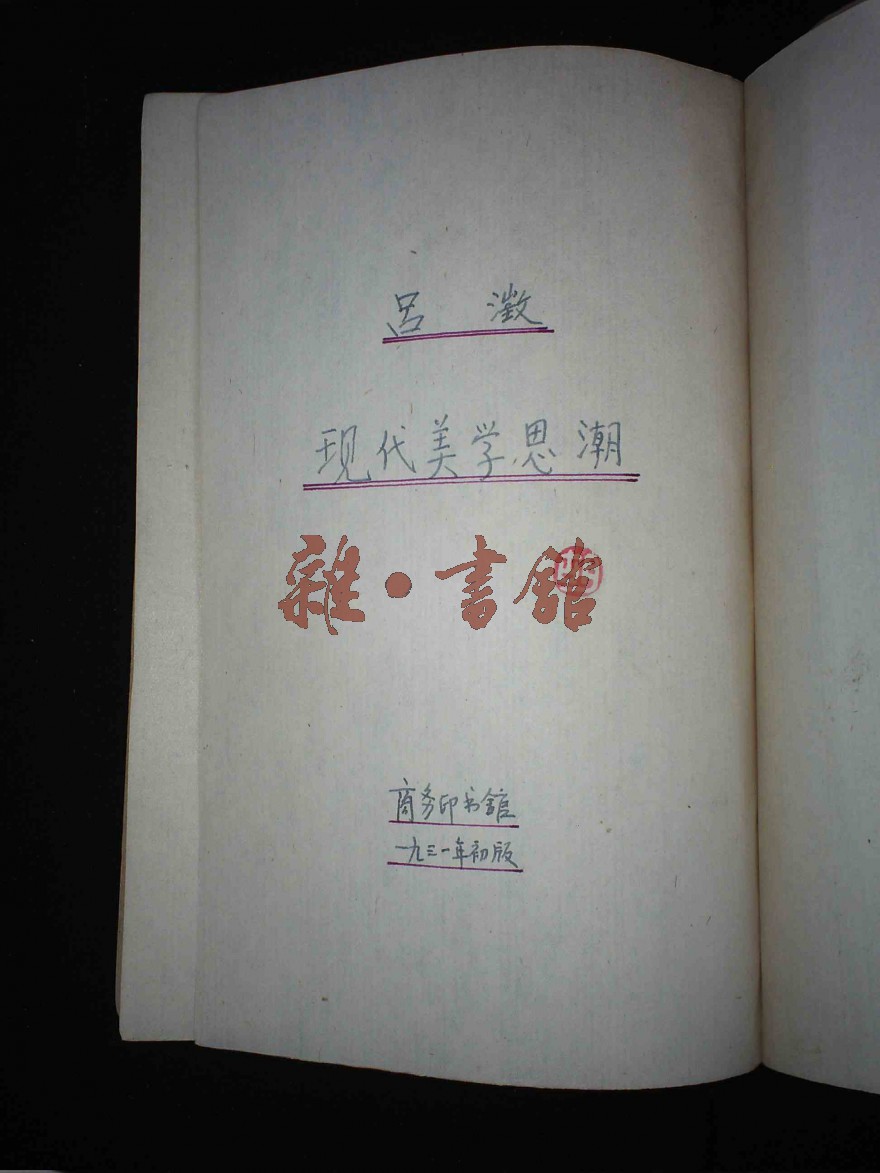 吕 澂
现代美学思潮
雜·書館
商务印书館
一九三一年初版